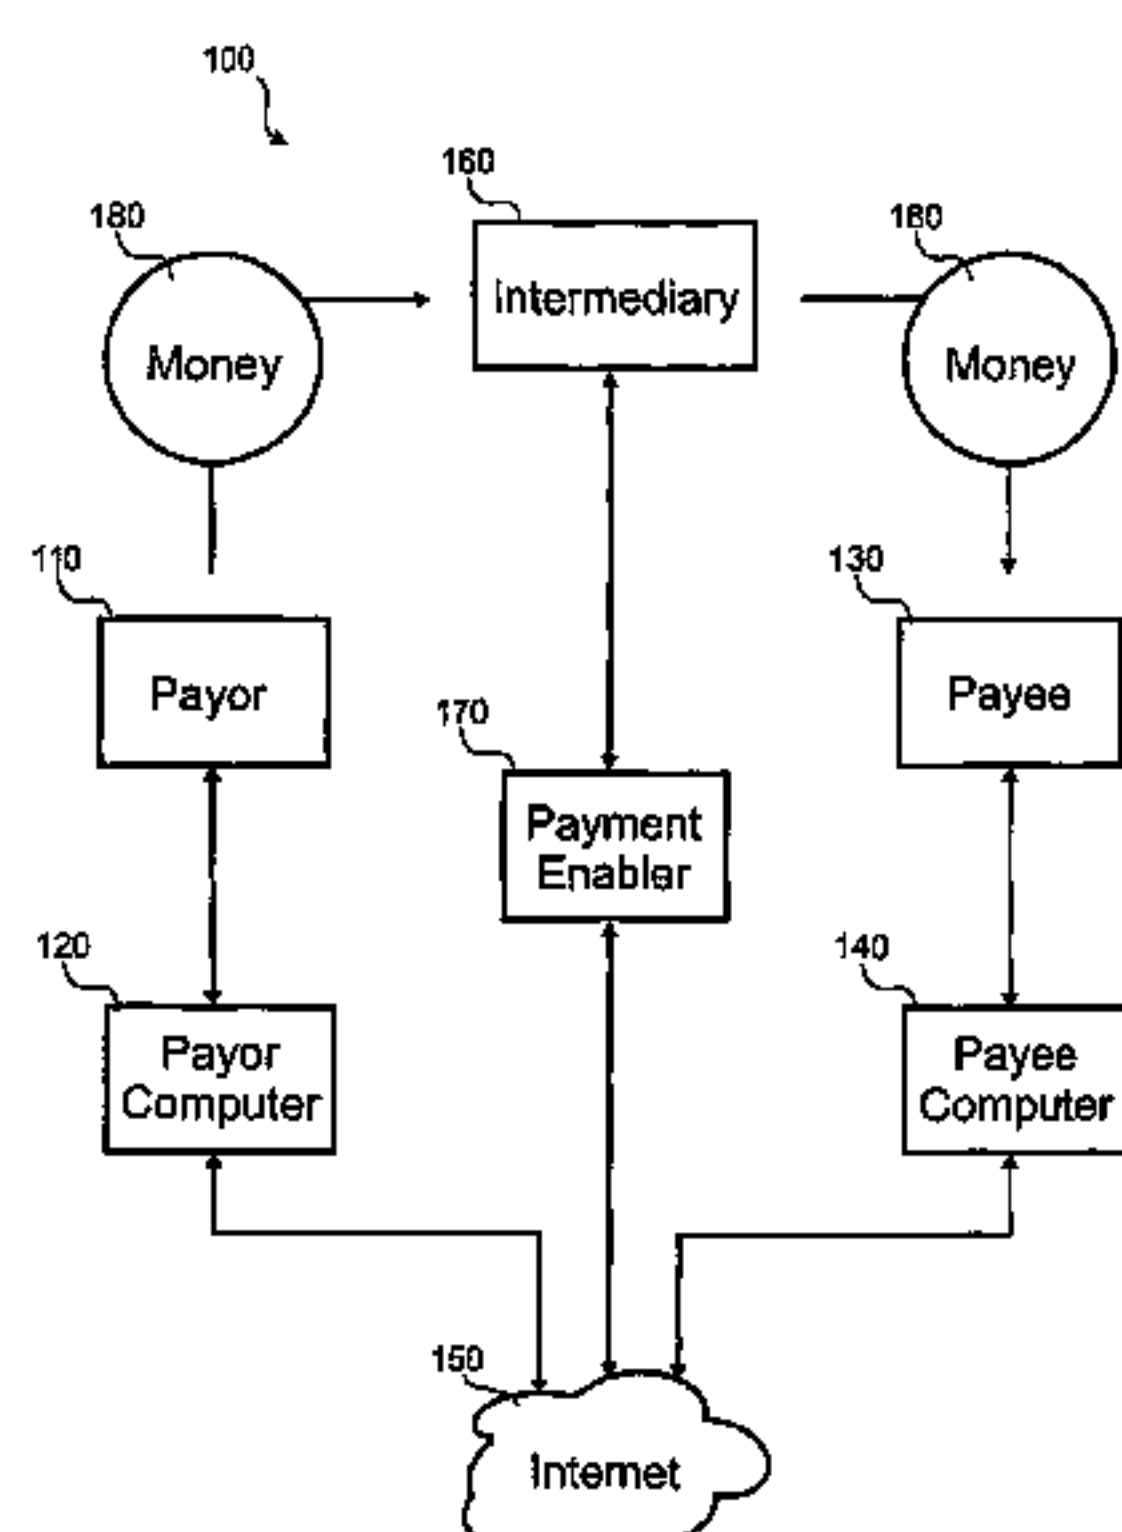 100
160
180
180
Intermediary
Money
Money
110
130
Payor
Payee
170
Payment
Enabler
120
140
Payor
Computer
Payee
Computer
150
Internet